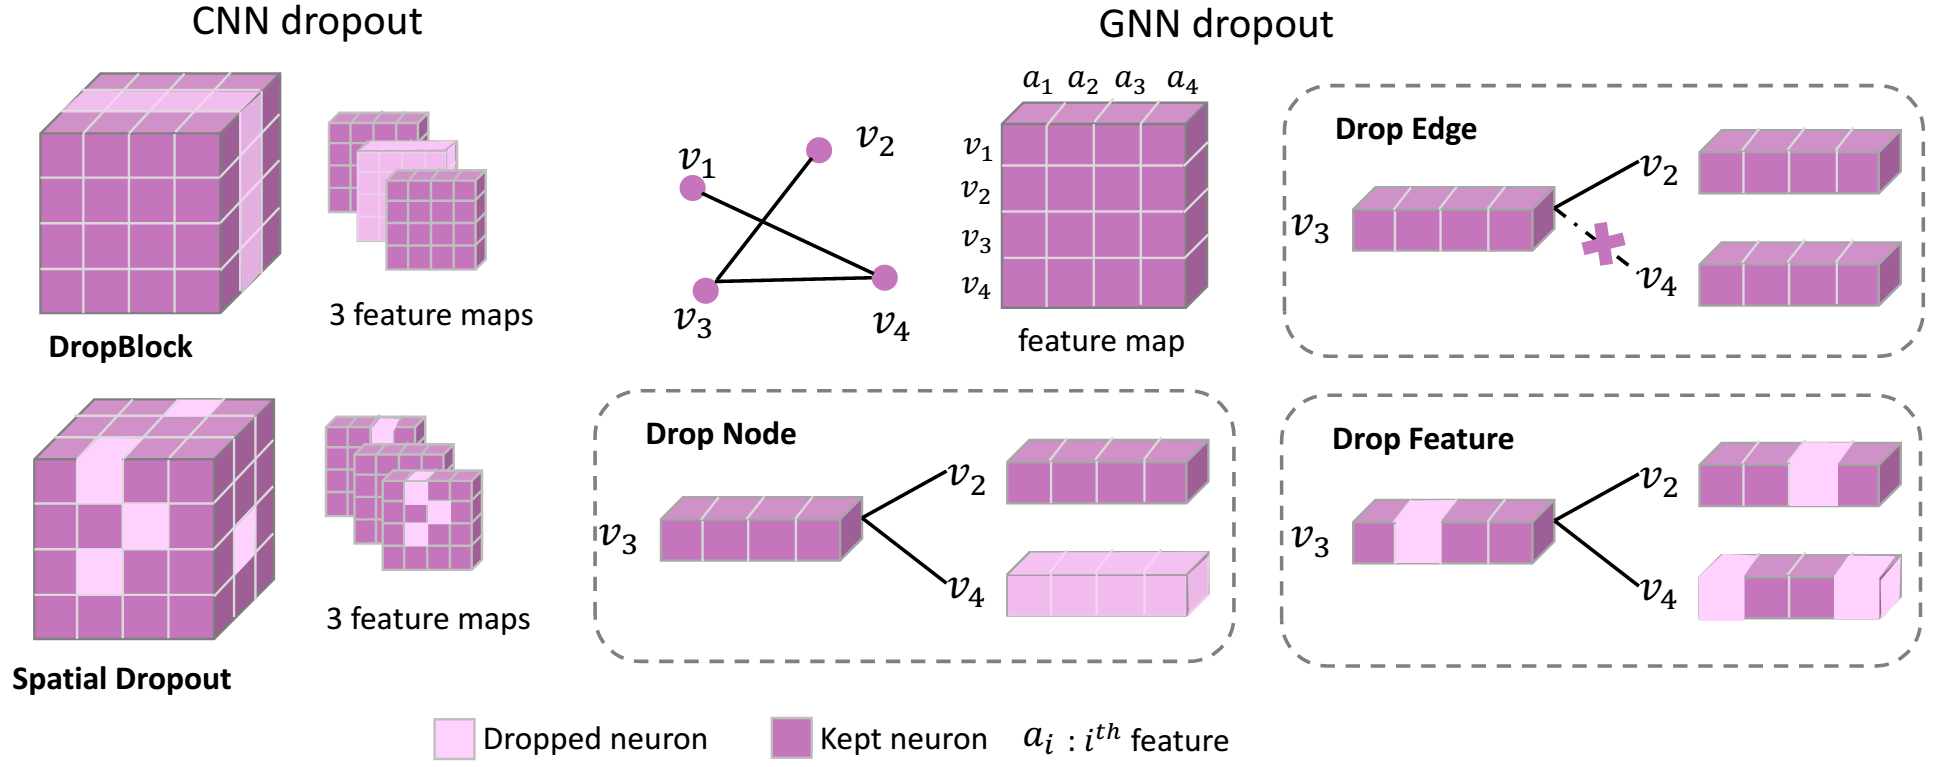 CNN dropout
GNN dropout
3 feature maps
DropBlock
3 feature maps
Spatial Dropout
v₁
v₂
v₃
v₄
a₁ a₂ a₃ a₄
v₁
v₂
v₃
v₄
feature map
Drop Edge
v₃
v₂
v₄
Drop Node
v₃
v₂
v₄
Drop Feature
v₃
v₂
v₄
Dropped neuron
Kept neuron
aᵢ : iᵗʰ feature